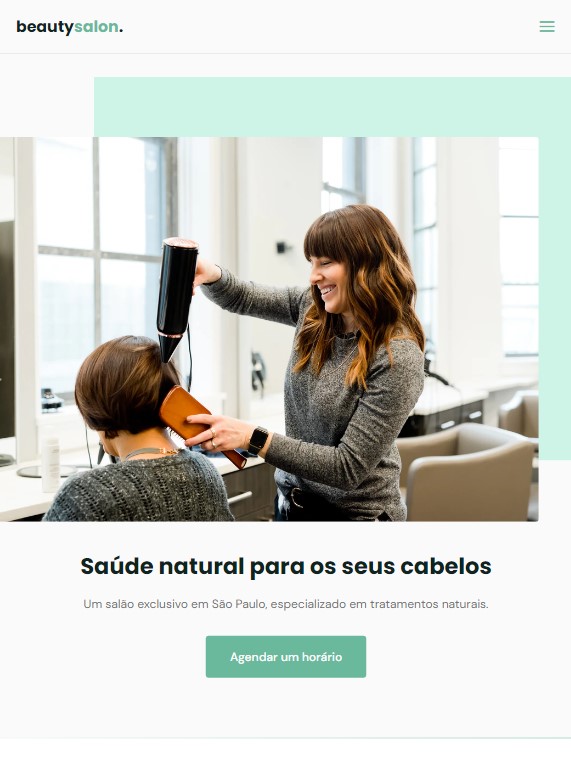 beautysalon.
Saúde natural para os seus cabelos
Um salão exclusivo em São Paulo, especializado em tratamentos naturais.
Agendar um horário